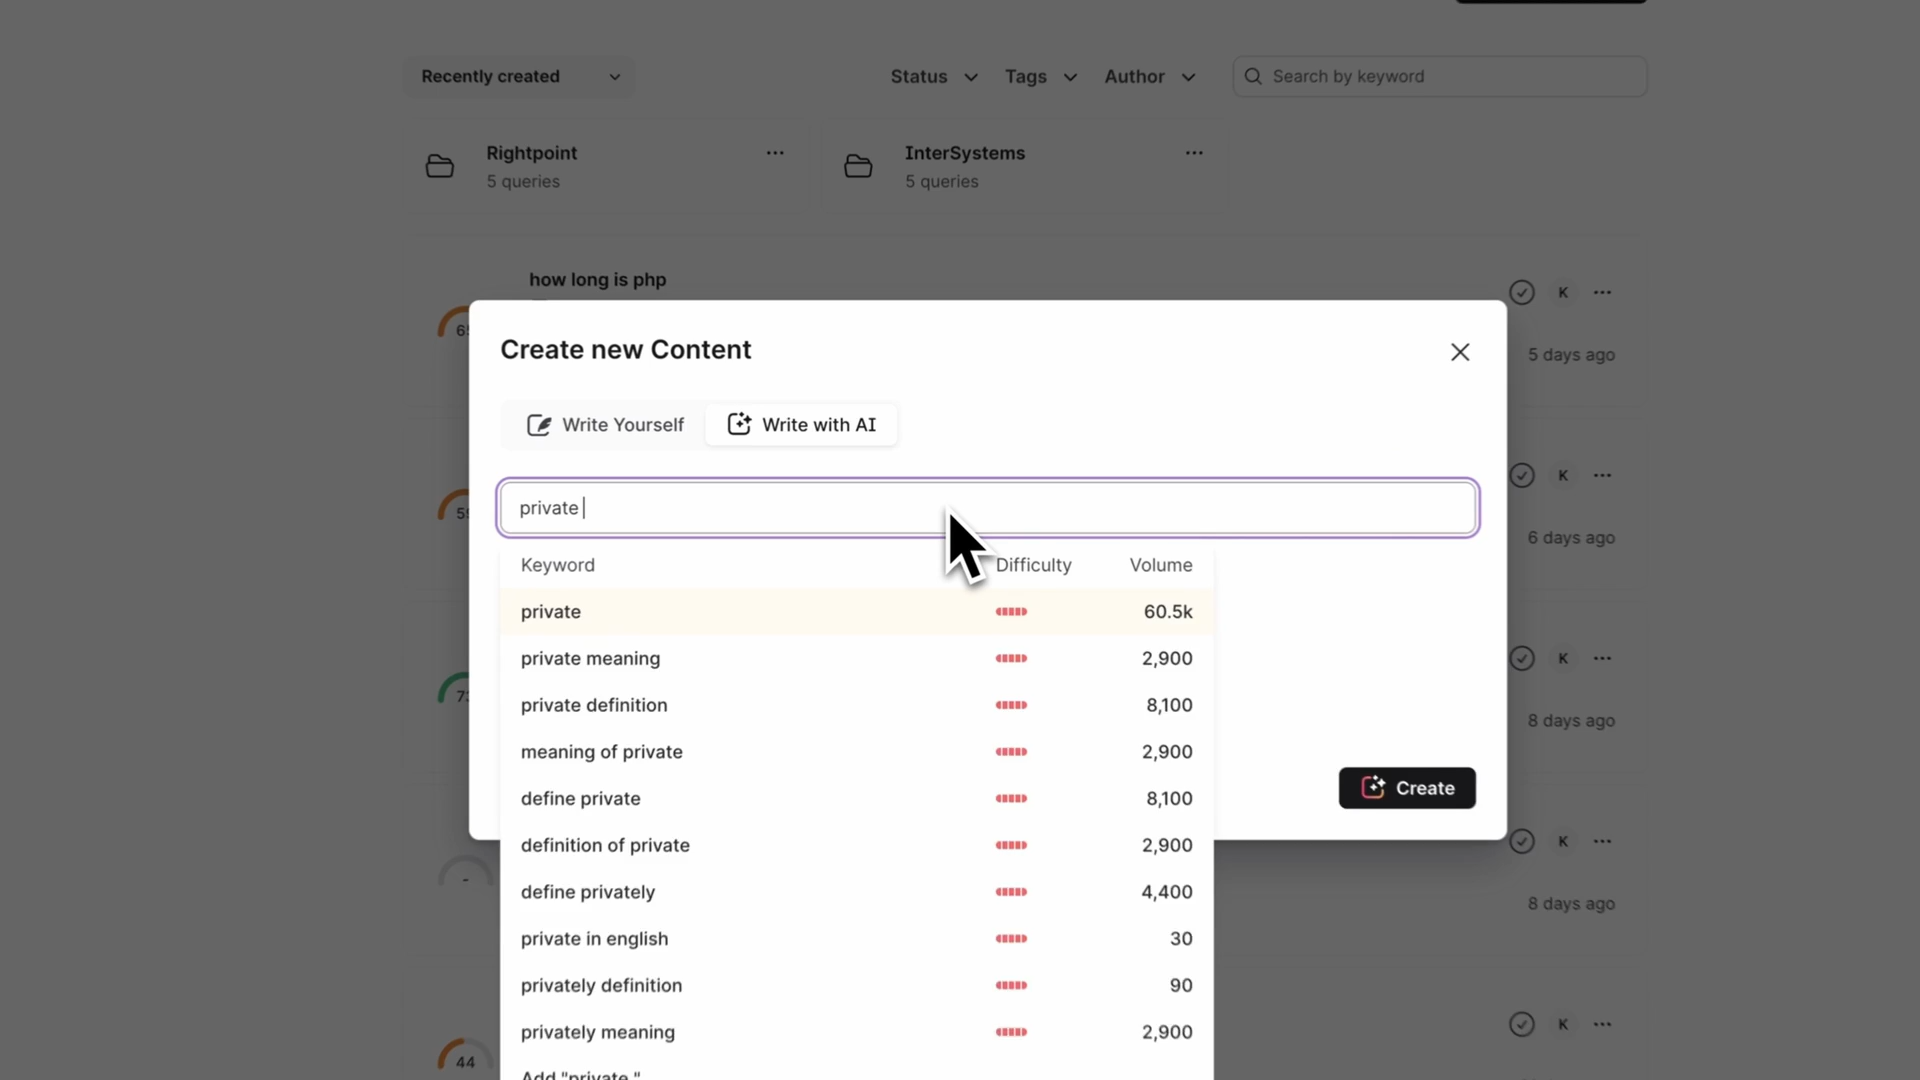 Recently created
Status Tags Author Search by keyword
Rightpoint
5 queries
InterSystems
5 queries
how long is php
K
5 days ago
Create new Content
Write Yourself Write with AI
K
private
6 days ago
Keyword Difficulty Volume
private 60.5k
private meaning 2,900
K
private definition 8,100
8 days ago
meaning of private 2,900
Create
define private 8,100
definition of private 2,900
K
define privately 4,400
-
8 days ago
private in english 30
privately definition 90
privately meaning 2,900
K
44
Add "private "